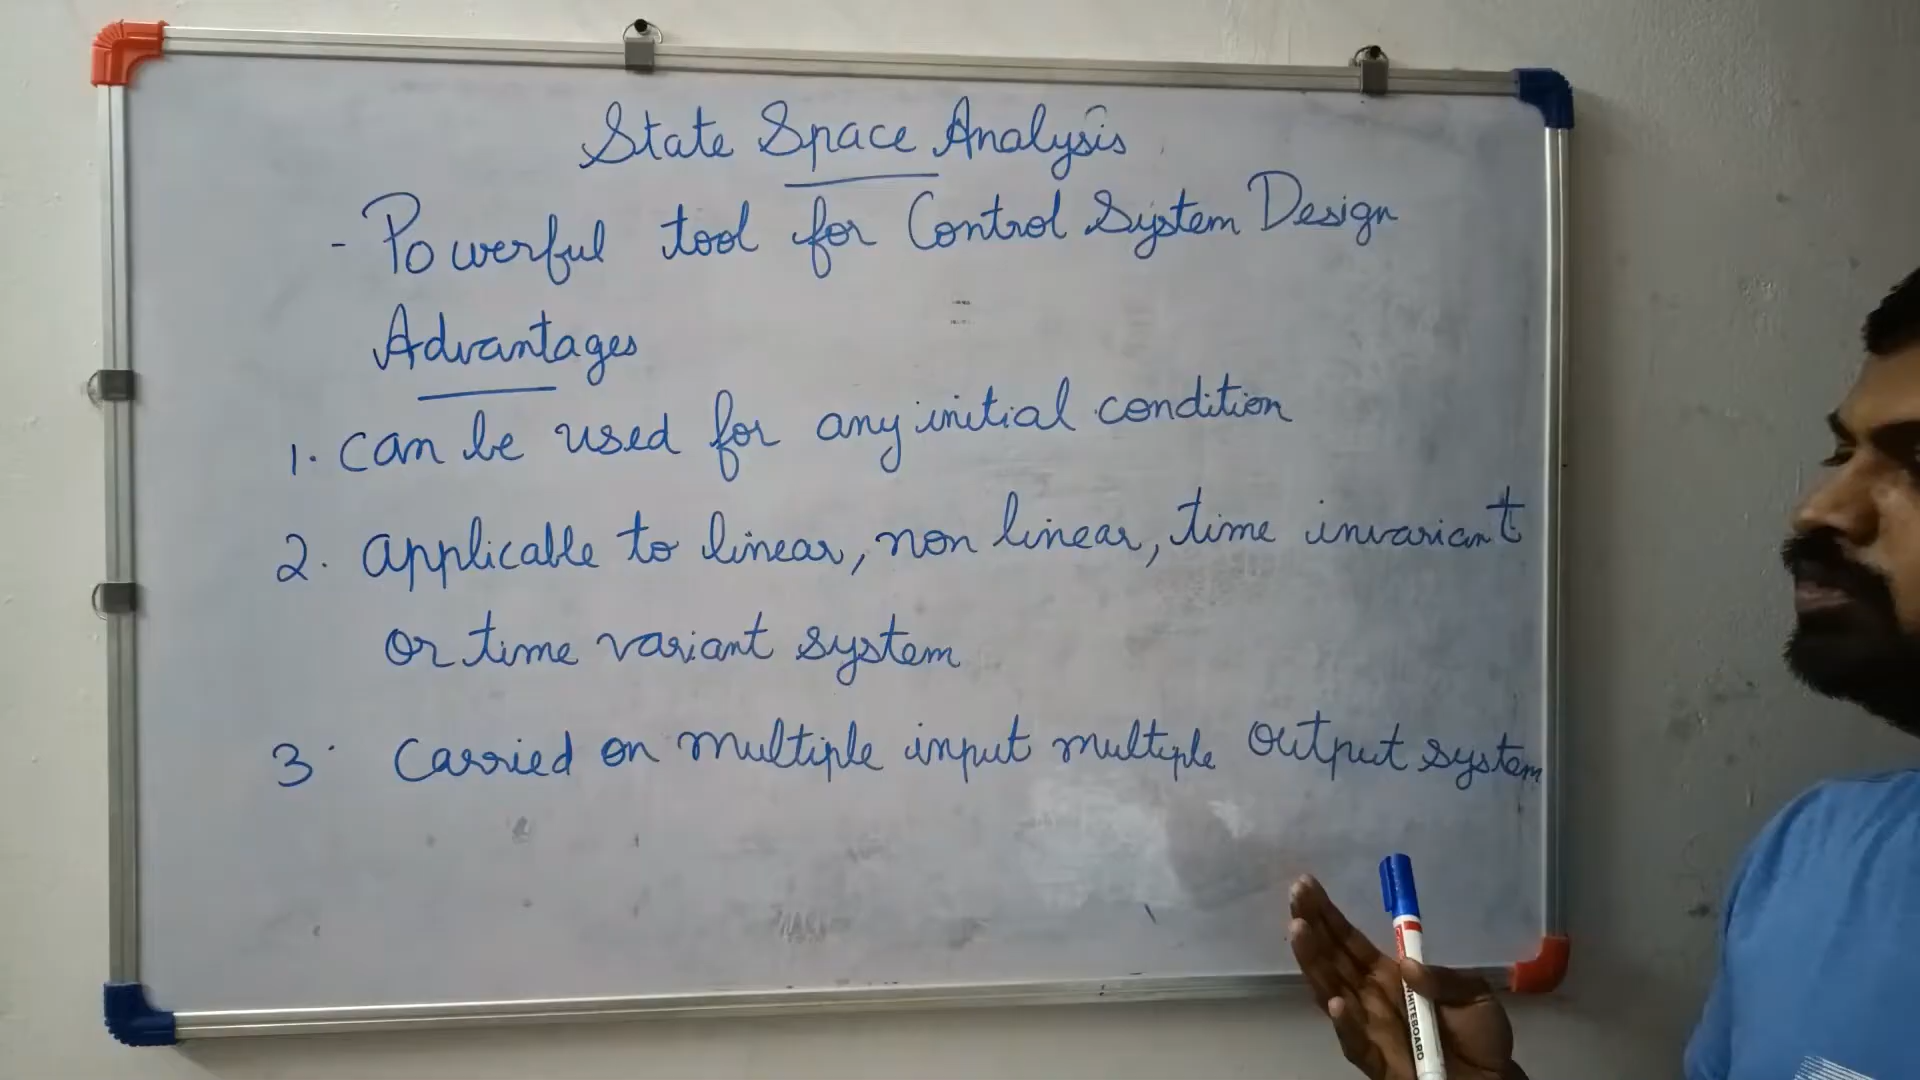 State Space Analysis
- Powerful tool for Control System Design
Advantages
1. can be used for any initial condition
2. applicable to linear, non linear, time invariant
or time variant system
3. Carried on multiple input multiple output system
WHITEBOARD